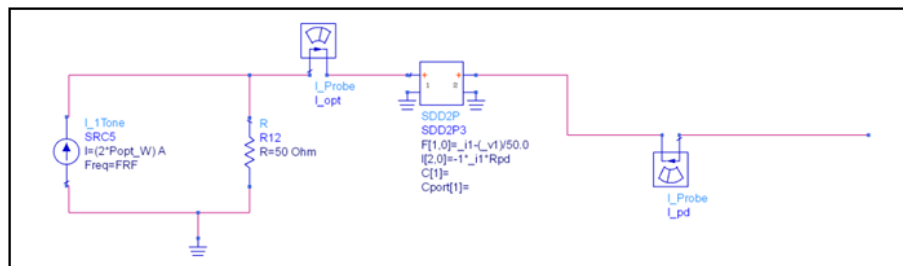 I_Probe
I_opt
I_1Tone
SRC5
I=(2*Popt_W) A
Freq=FRF
R
R12
R=50 Ohm
+ +
1 2
SDD2P
SDD2P3
F[1,0]=_i1-(_v1)/50.0
I[2,0]=-1*_i1*Rpd
C[1]=
Cport[1]=
I_Probe
I_pd